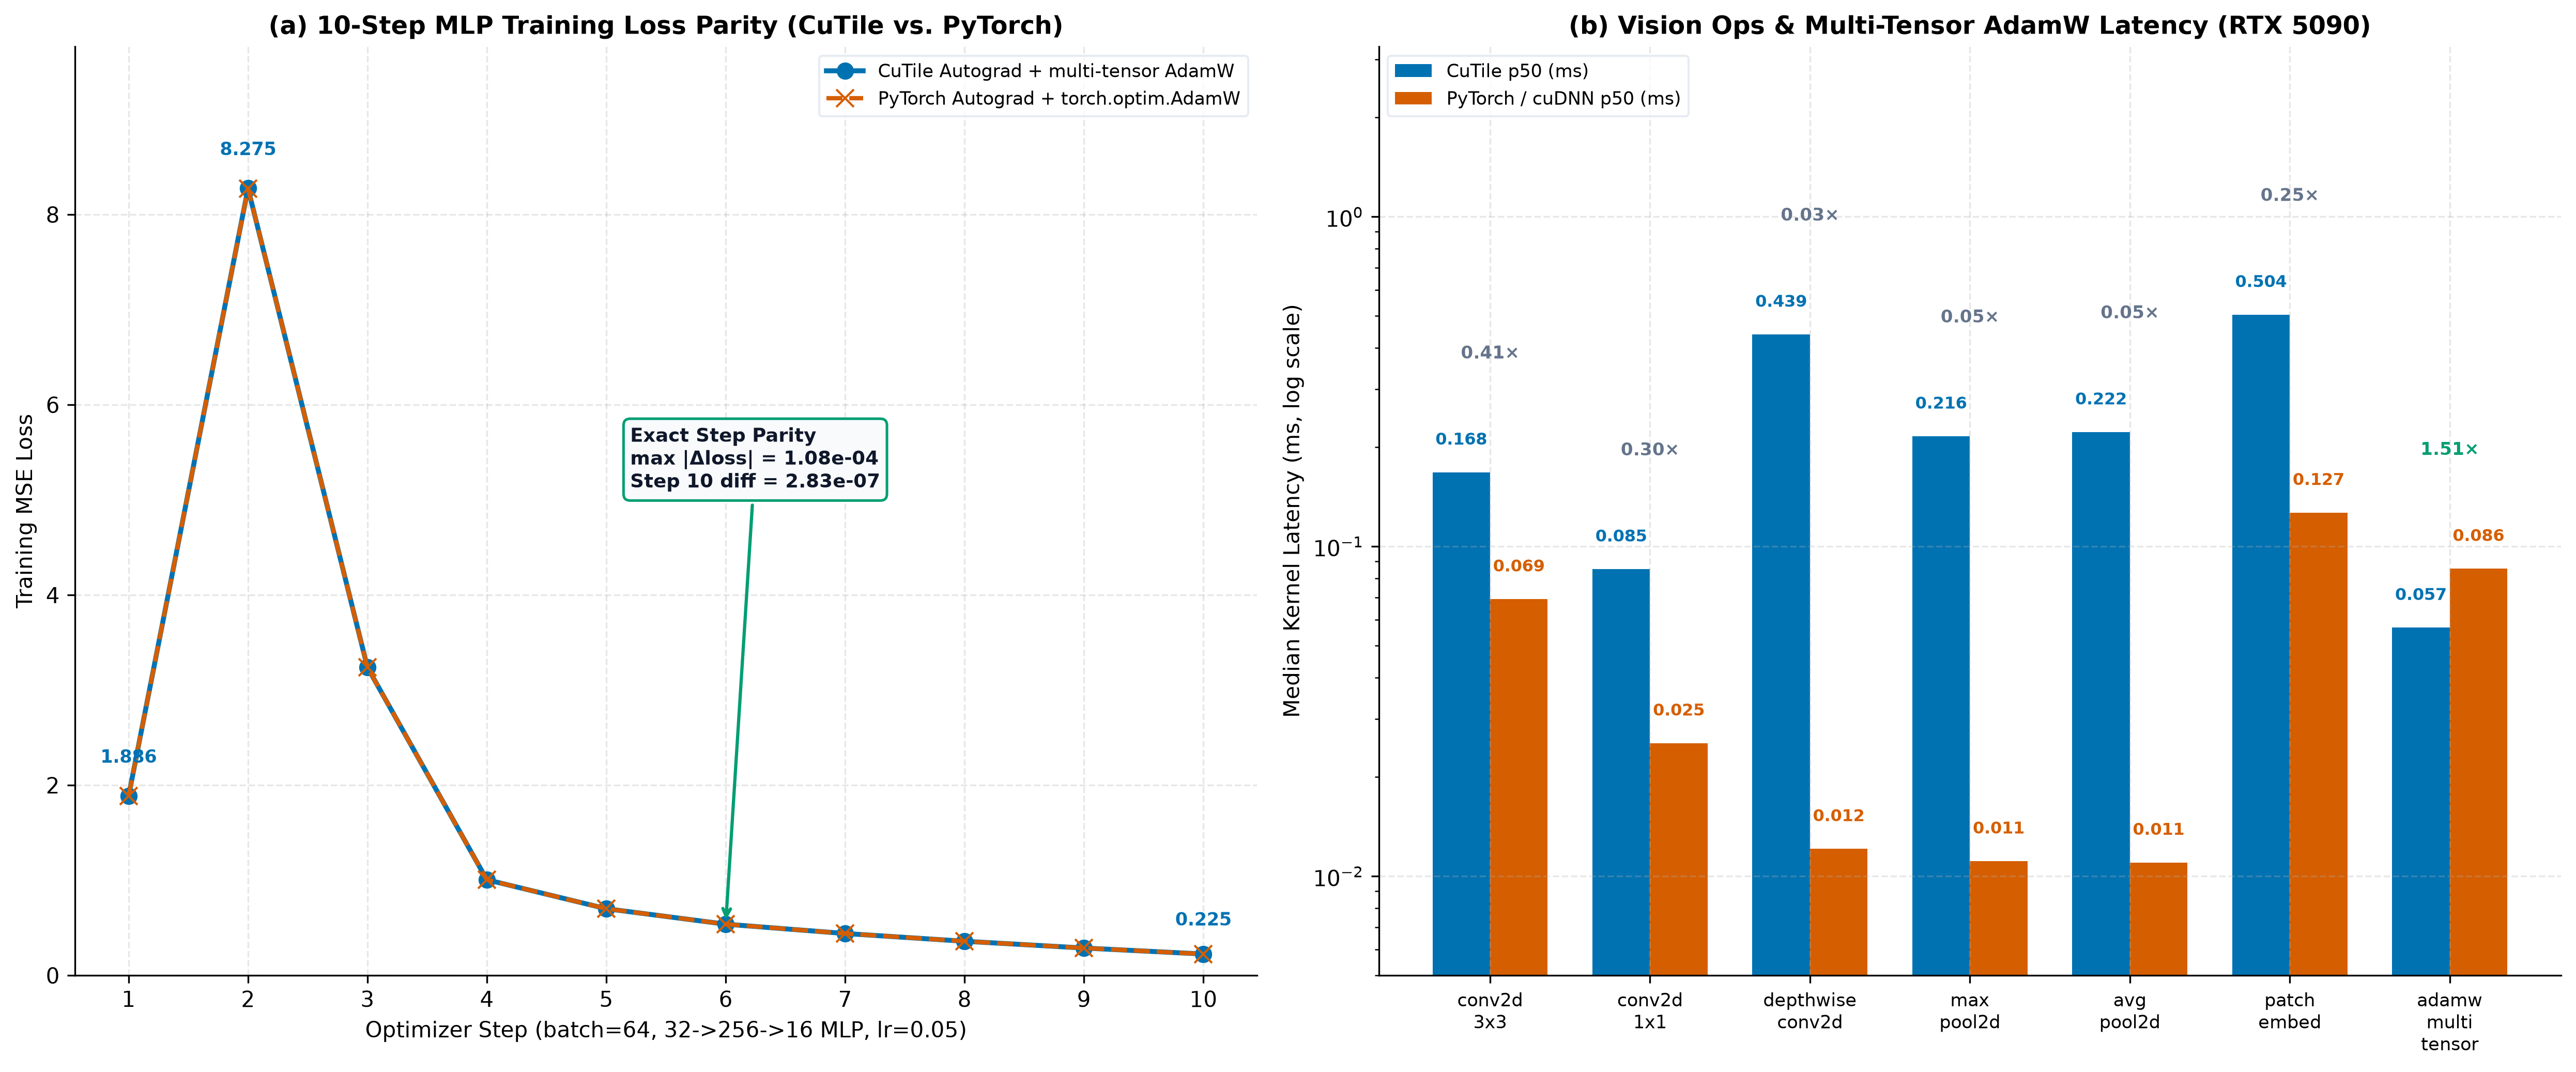 (a) 10-Step MLP Training Loss Parity (CuTile vs. PyTorch)
CuTile Autograd + multi-tensor AdamW
PyTorch Autograd + torch.optim.AdamW
Training MSE Loss
8
6
4
2
0
8.275
1.886
0.225
Exact Step Parity
max |Δloss| = 1.08e-04
Step 10 diff = 2.83e-07
1 2 3 4 5 6 7 8 9 10
Optimizer Step (batch=64, 32->256->16 MLP, lr=0.05)
(b) Vision Ops & Multi-Tensor AdamW Latency (RTX 5090)
CuTile p50 (ms)
PyTorch / cuDNN p50 (ms)
Median Kernel Latency (ms, log scale)
10⁰
10⁻¹
10⁻²
0.41×
0.168
0.069
0.30×
0.085
0.025
0.03×
0.439
0.012
0.05×
0.216
0.011
0.05×
0.222
0.011
0.25×
0.504
0.127
1.51×
0.057
0.086
conv2d
3x3
conv2d
1x1
depthwise
conv2d
max
pool2d
avg
pool2d
patch
embed
adamw
multi
tensor